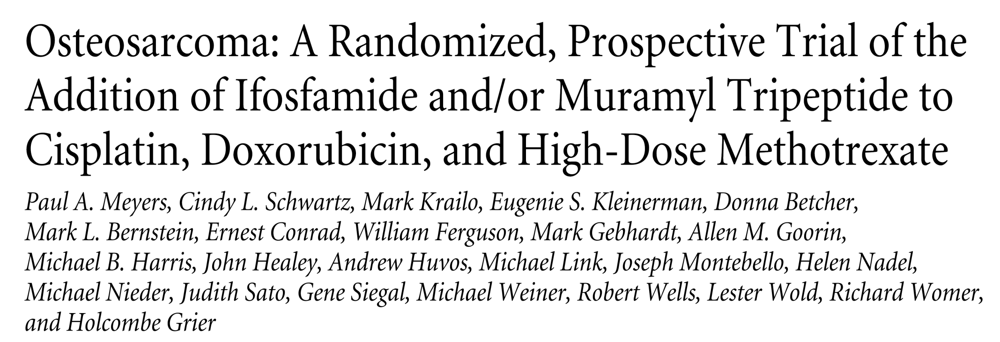 Osteosarcoma: A Randomized, Prospective Trial of the
Addition of Ifosfamide and/or Muramyl Tripeptide to
Cisplatin, Doxorubicin, and High-Dose Methotrexate
Paul A. Meyers, Cindy L. Schwartz, Mark Krailo, Eugenie S. Kleinerman, Donna Betcher,
Mark L. Bernstein, Ernest Conrad, William Ferguson, Mark Gebhardt, Allen M. Goorin,
Michael B. Harris, John Healey, Andrew Huvos, Michael Link, Joseph Montebello, Helen Nadel,
Michael Nieder, Judith Sato, Gene Siegal, Michael Weiner, Robert Wells, Lester Wold, Richard Womer,
and Holcombe Grier